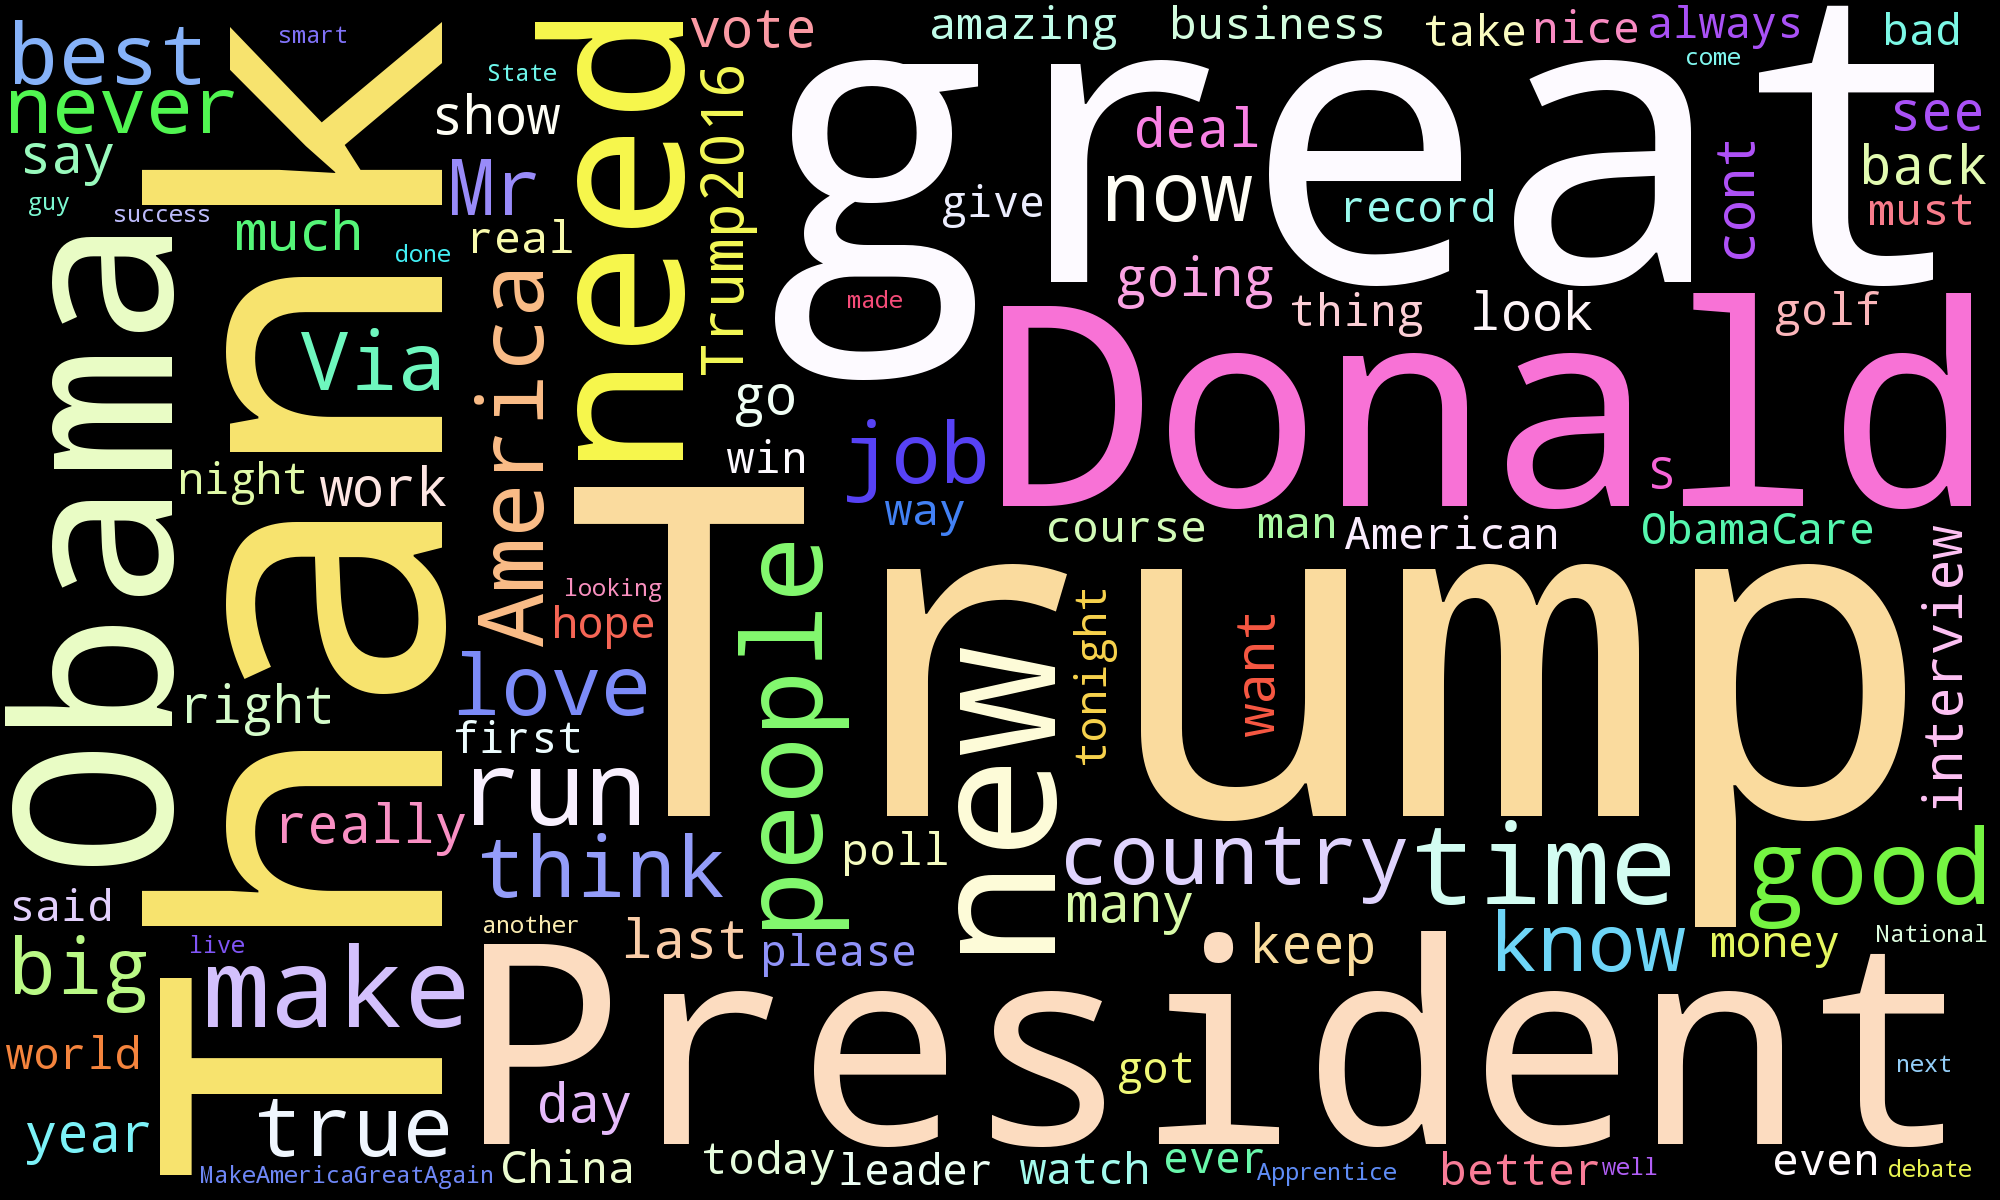 best
smart
never
State
say
show
guy
success
Mr
much
real
done
Obama
Thank
Via
America
need
vote
Trump2016
amazing
business
take
nice
always
come
bad
great
see
deal
cont
back
give
now
record
must
going
made
thing
look
golf
Donald
go
win
job
way
s
night
work
course
man
American
ObamaCare
looking
hope
people
Trump
tonight
want
interview
new
right
love
first
run
really
think
poll
country
time
good
said
another
last
many
please
keep
know
money
National
big
live
make
President
world
day
got
next
year
true
MakeAmericaGreatAgain
China
today
leader
watch
ever
Apprentice
better
well
even
debate